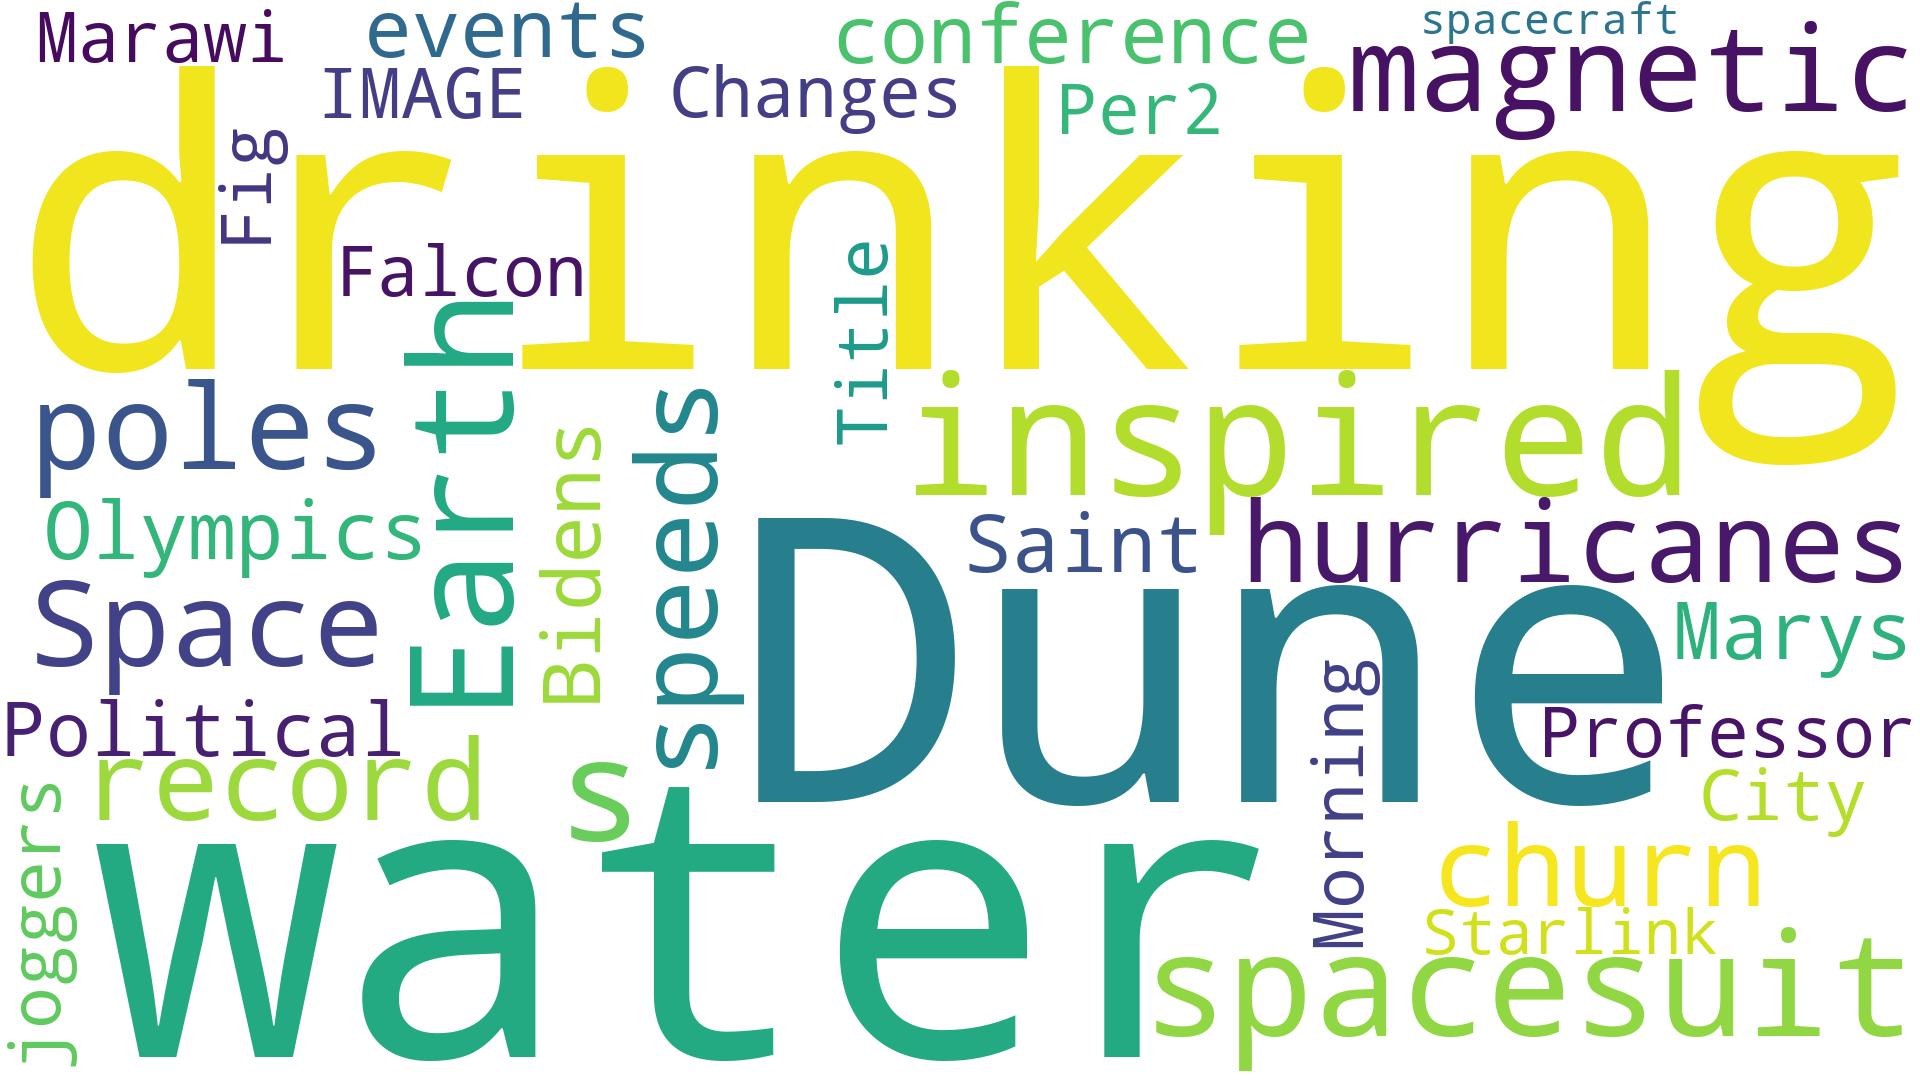 Marawi
events
conference
spacecraft
magnetic
IMAGE
Changes
Per2
drinking
Fig
Falcon
Title
Earth
poles
inspired
speeds
Bidens
Olympics
Saint
hurricanes
Dune
Space
Marys
Political
Morning
Professor
record
s
City
joggers
water
churn
Starlink
spacesuit